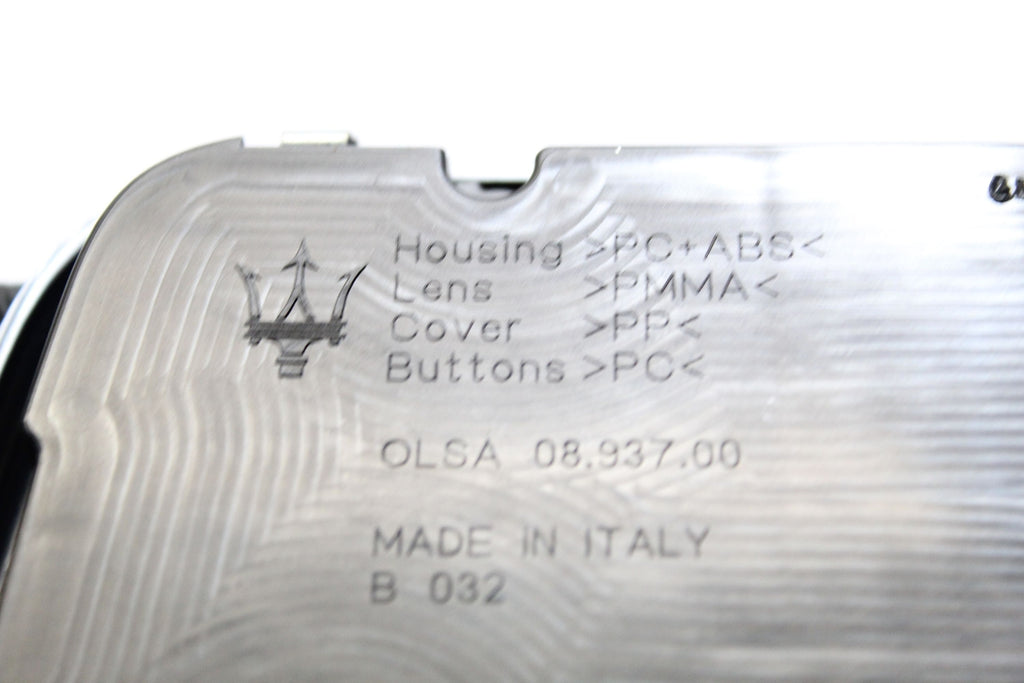 Housing >PC+ABS<
Lens >PMMA<
Cover >PP<
Buttons >PC<
OLSA 08.937.00
MADE IN ITALY
B 032